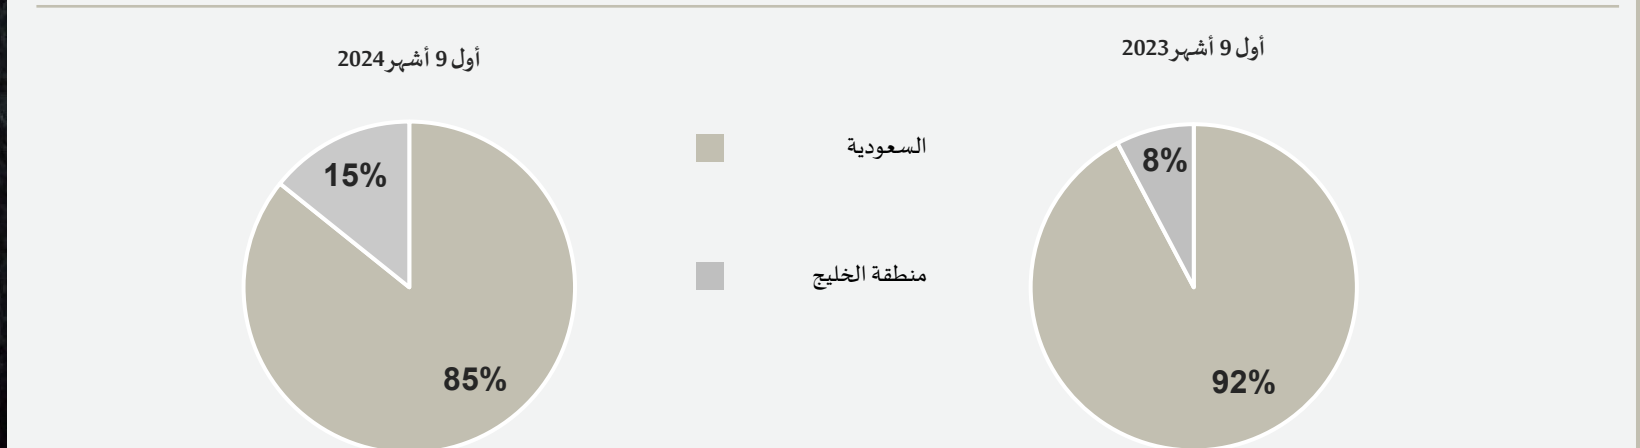 أول 9 أشهر 2023
أول 9 أشهر 2024
السعودية
منطقة الخليج
8%
92%
15%
85%